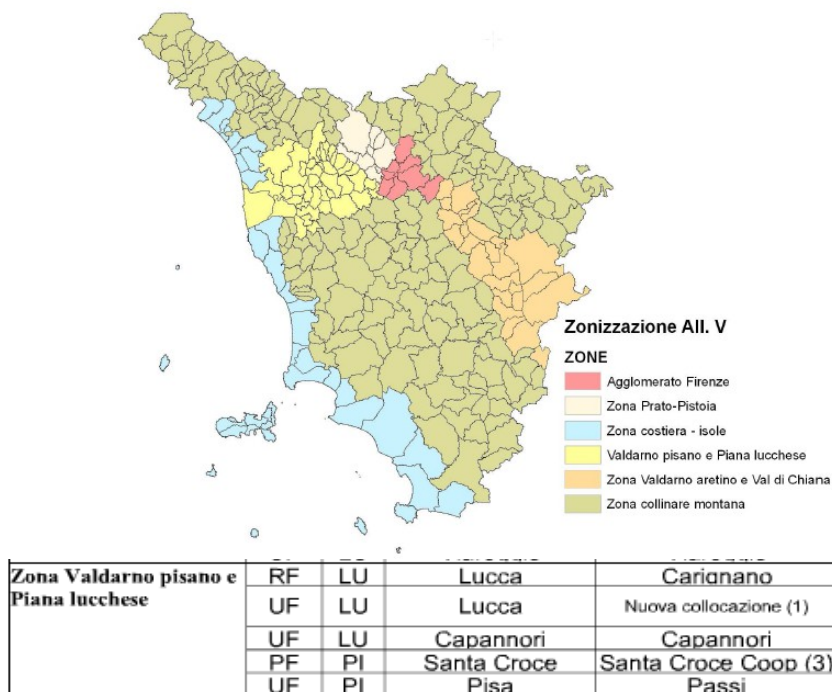 Zonizzazione All. V
ZONE
Agglomerato Firenze
Zona Prato-Pistoia
Zona costiera - isole
Valdarno pisano e Piana lucchese
Zona Valdarno aretino e Val di Chiana
Zona collinare montana
Zona Valdarno pisano e
Piana lucchese
RF LU Lucca Carignano
UF LU Lucca Nuova collocazione (1)
UF LU Capannori Capannori
PF PI Santa Croce Santa Croce Coop (3)
UF PI Pisa Passi